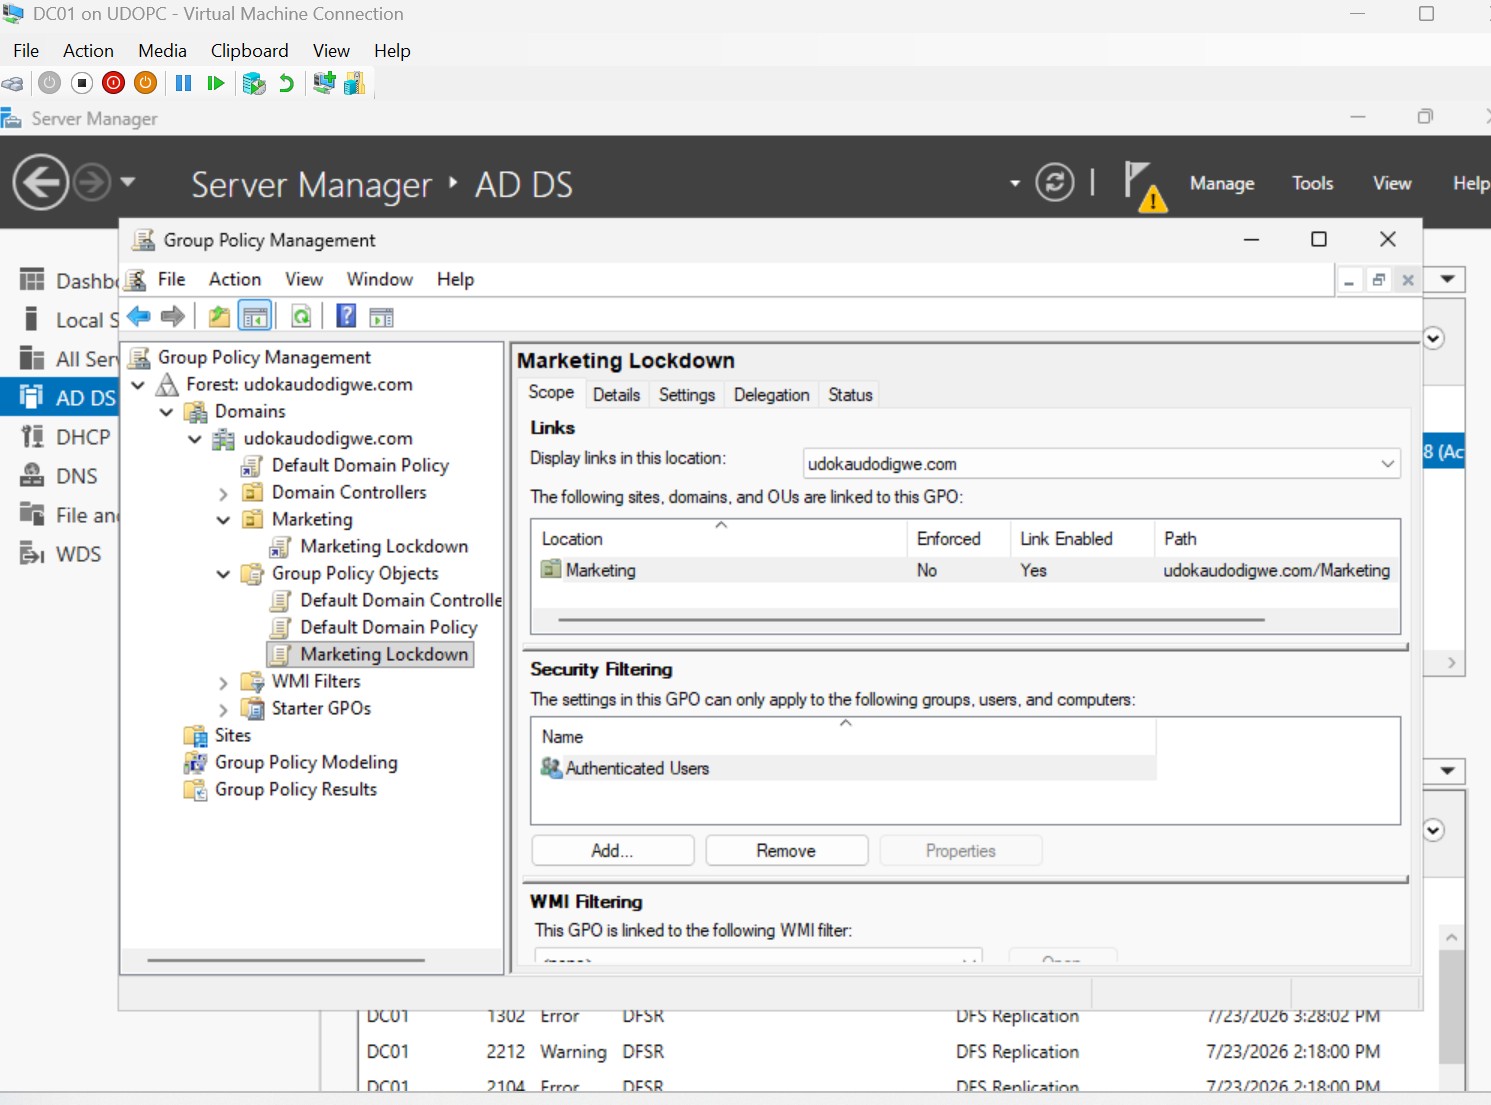 DC01 on UDOPC - Virtual Machine Connection
File Action Media Clipboard View Help
Server Manager
Server Manager AD DS
Manage Tools View Help
Group Policy Management
File Action View Window Help
Dashbo
Local S
All Serv
AD DS
DHCP
DNS
File and
WDS
Group Policy Management
Forest: udokaudodigwe.com
Domains
udokaudodigwe.com
Default Domain Policy
Domain Controllers
Marketing
Marketing Lockdown
Group Policy Objects
Default Domain Controlle
Default Domain Policy
Marketing Lockdown
WMI Filters
Starter GPOs
Sites
Group Policy Modeling
Group Policy Results
Marketing Lockdown
Scope Details Settings Delegation Status
Links
Display links in this location: udokaudodigwe.com
The following sites, domains, and OUs are linked to this GPO:
Location Enforced Link Enabled Path
Marketing No Yes udokaudodigwe.com/Marketing
Security Filtering
The settings in this GPO can only apply to the following groups, users, and computers:
Name
Authenticated Users
Add... Remove Properties
WMI Filtering
This GPO is linked to the following WMI filter:
<none> Open
8 (Ac
DC01 1302 Error DFSR DFS Replication 7/23/2026 3:28:02 PM
DC01 2212 Warning DFSR DFS Replication 7/23/2026 2:18:00 PM
DC01 2104 Error DFSR DFS Replication 7/23/2026 2:18:00 PM